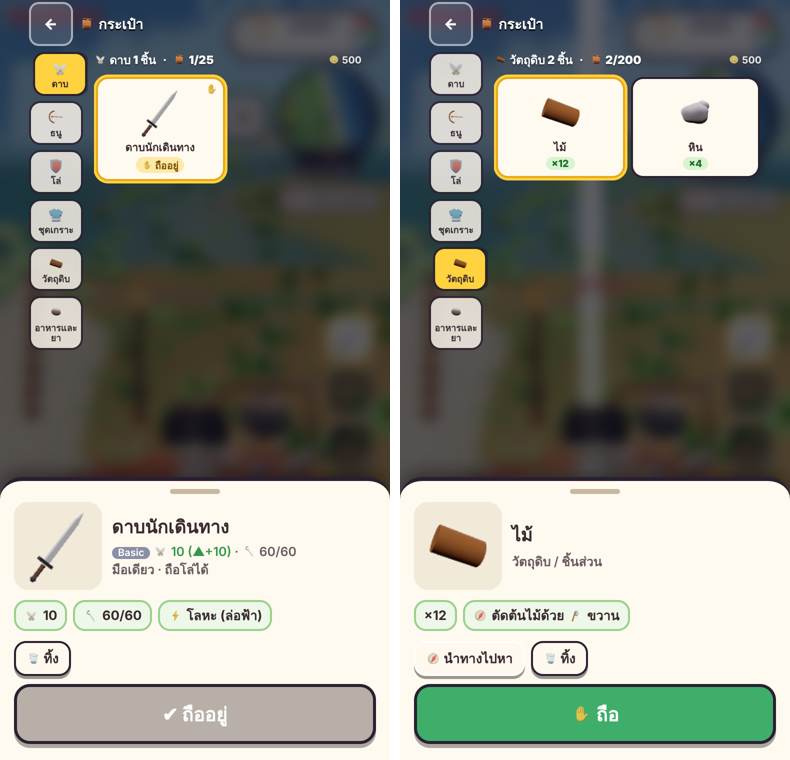 กระเป๋า
ดาบ 1 ชิ้น · 1/25
500
ดาบ
ธนู
โล่
ชุดเกราะ
วัตถุดิบ
อาหารและ
ยา
ดาบนักเดินทาง
ถืออยู่
ดาบนักเดินทาง
Basic 10 (▲+10) · 60/60
มือเดียว · ถือโล่ได้
10
60/60
โลหะ (ล่อฟ้า)
ทิ้ง
✔ ถืออยู่
กระเป๋า
วัตถุดิบ 2 ชิ้น · 2/200
500
ดาบ
ธนู
โล่
ชุดเกราะ
วัตถุดิบ
อาหารและ
ยา
ไม้
×12
หิน
×4
ไม้
วัตถุดิบ / ชิ้นส่วน
×12
ตัดต้นไม้ด้วย ขวาน
นำทางไปหา
ทิ้ง
ถือ